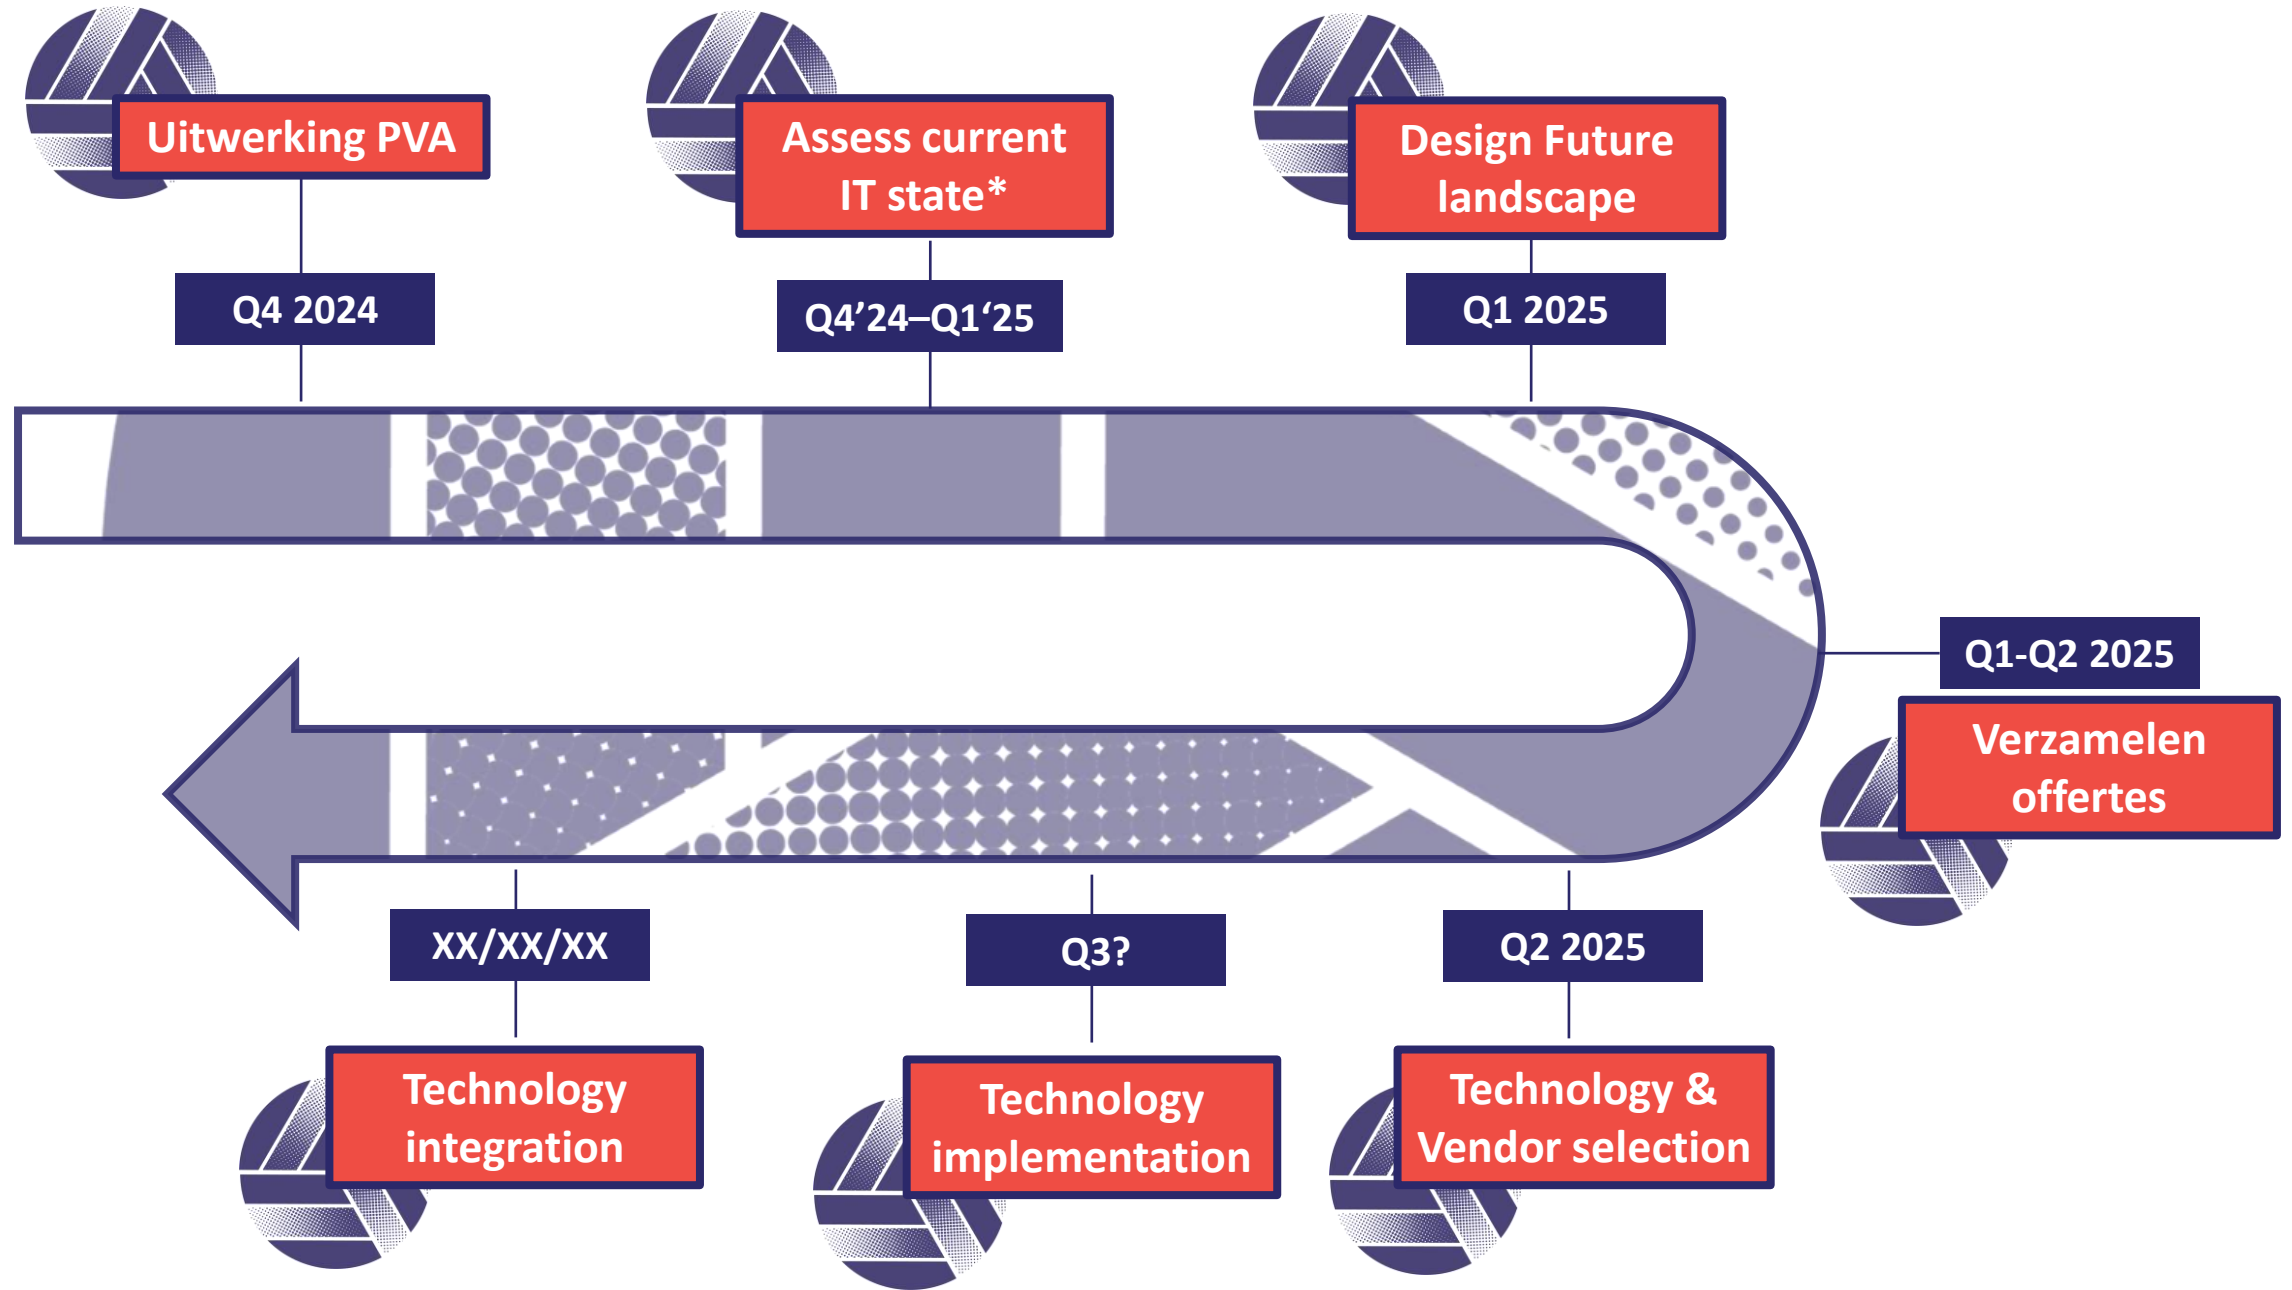 Uitwerking PVA
Q4 2024
Assess current
IT state*
Q4’24–Q1‘25
Design Future
landscape
Q1 2025
Q1-Q2 2025
Verzamelen
offertes
Q2 2025
Technology &
Vendor selection
Q3?
Technology
implementation
XX/XX/XX
Technology
integration